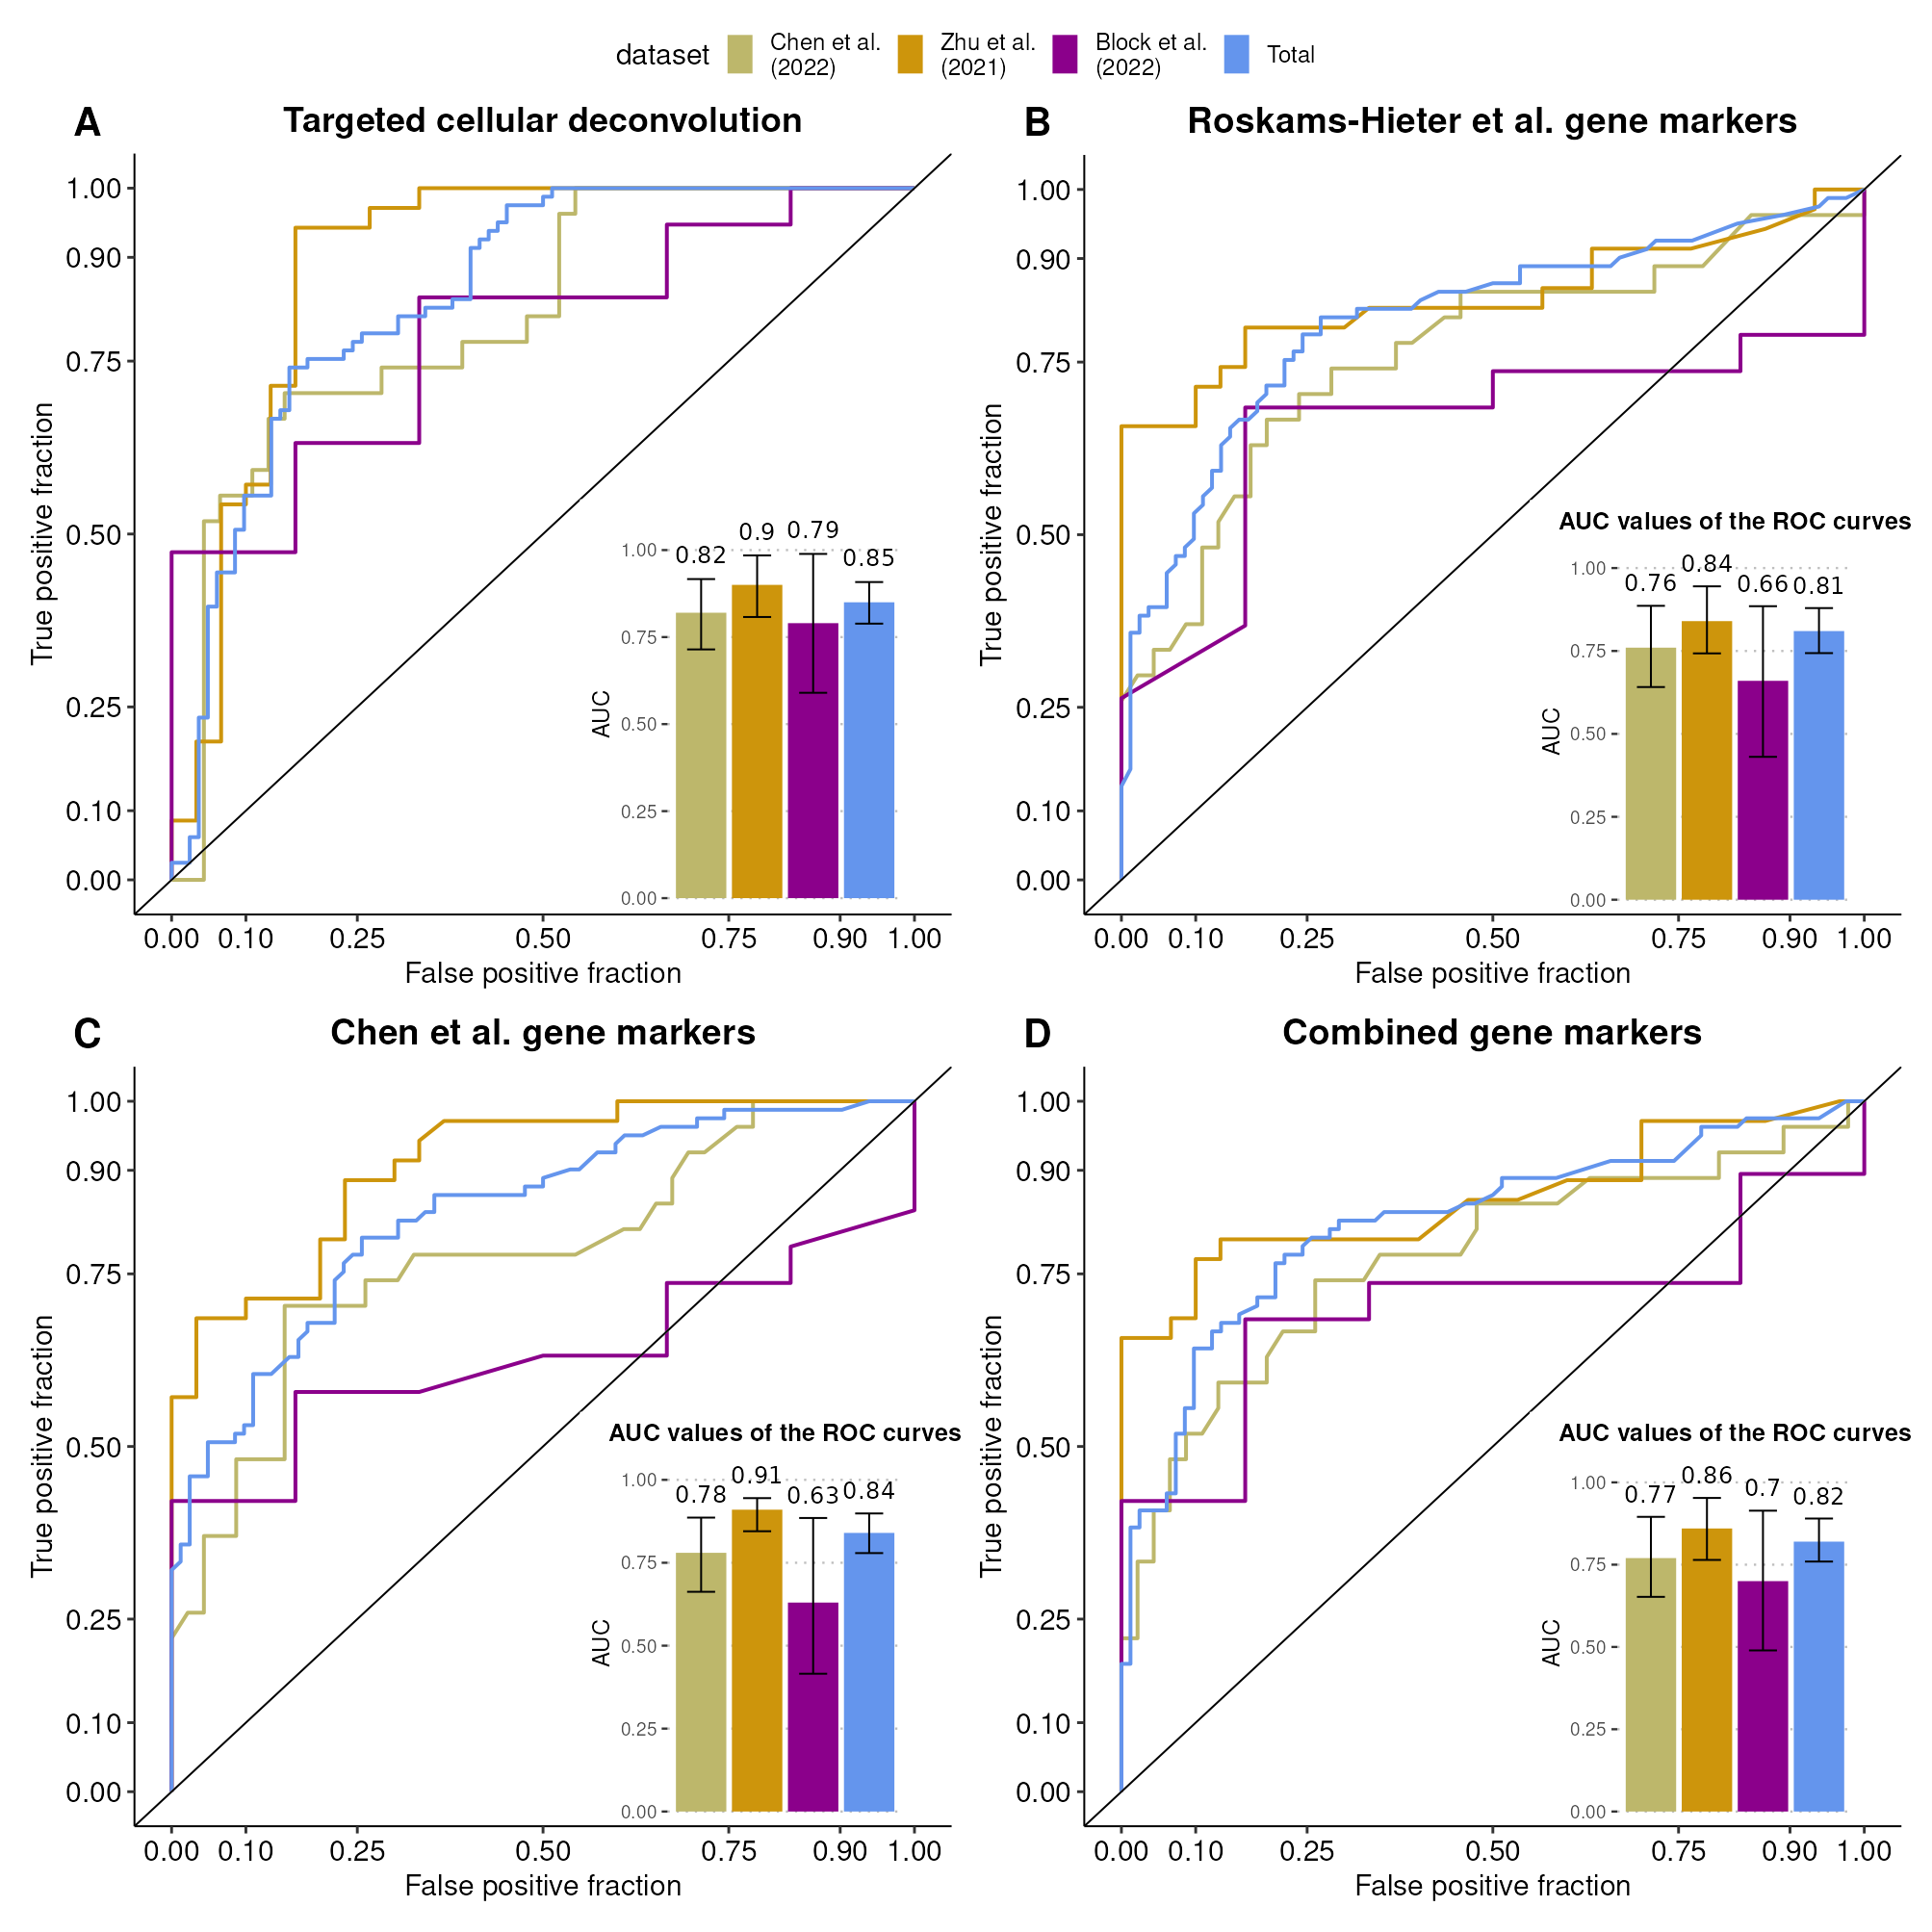 dataset
Chen et al.
(2022)
Zhu et al.
(2021)
Block et al.
(2022)
Total
A
Targeted cellular deconvolution
1.00
0.90
0.75
0.50
0.25
0.10
0.00
True positive fraction
0.00 0.10 0.25 0.50 0.75 0.90 1.00
False positive fraction
0.82 0.9 0.79 0.85
1.00
0.75
0.50
0.25
0.00
AUC
B
Roskams-Hieter et al. gene markers
1.00
0.90
0.75
0.50
0.25
0.10
0.00
True positive fraction
0.00 0.10 0.25 0.50 0.75 0.90 1.00
False positive fraction
AUC values of the ROC curves
0.76 0.84 0.66 0.81
1.00
0.75
0.50
0.25
0.00
AUC
C
Chen et al. gene markers
1.00
0.90
0.75
0.50
0.25
0.10
0.00
True positive fraction
0.00 0.10 0.25 0.50 0.75 0.90 1.00
False positive fraction
AUC values of the ROC curves
0.78 0.91 0.63 0.84
1.00
0.75
0.50
0.25
0.00
AUC
D
Combined gene markers
1.00
0.90
0.75
0.50
0.25
0.10
0.00
True positive fraction
0.00 0.10 0.25 0.50 0.75 0.90 1.00
False positive fraction
AUC values of the ROC curves
0.77 0.86 0.7 0.82
1.00
0.75
0.50
0.25
0.00
AUC